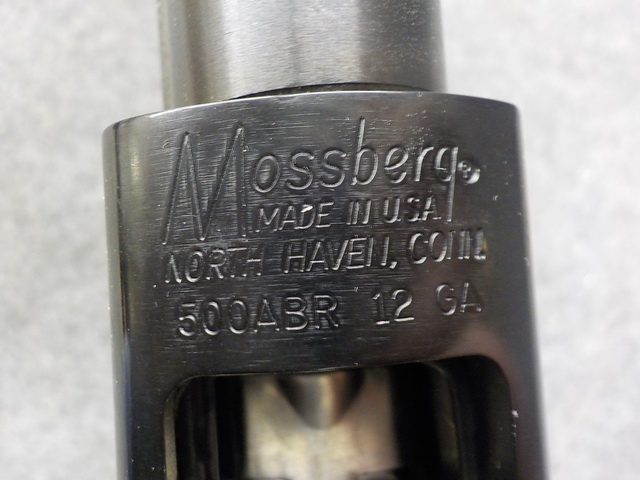 Mossberg®
MADE IN U.S.A.
NORTH HAVEN, CONN.
500ABR 12 GA